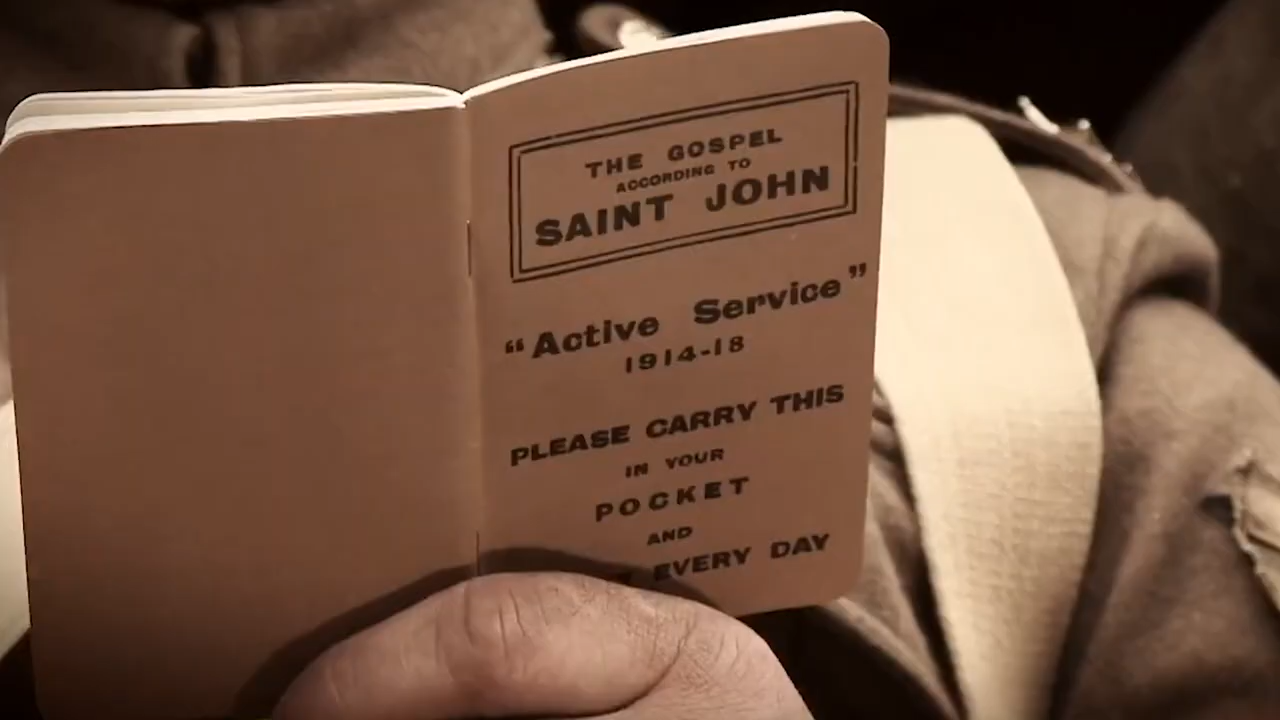 THE GOSPEL
ACCORDING TO
SAINT JOHN
"Active Service"
1914-18
PLEASE CARRY THIS
IN YOUR
POCKET
AND
EVERY DAY